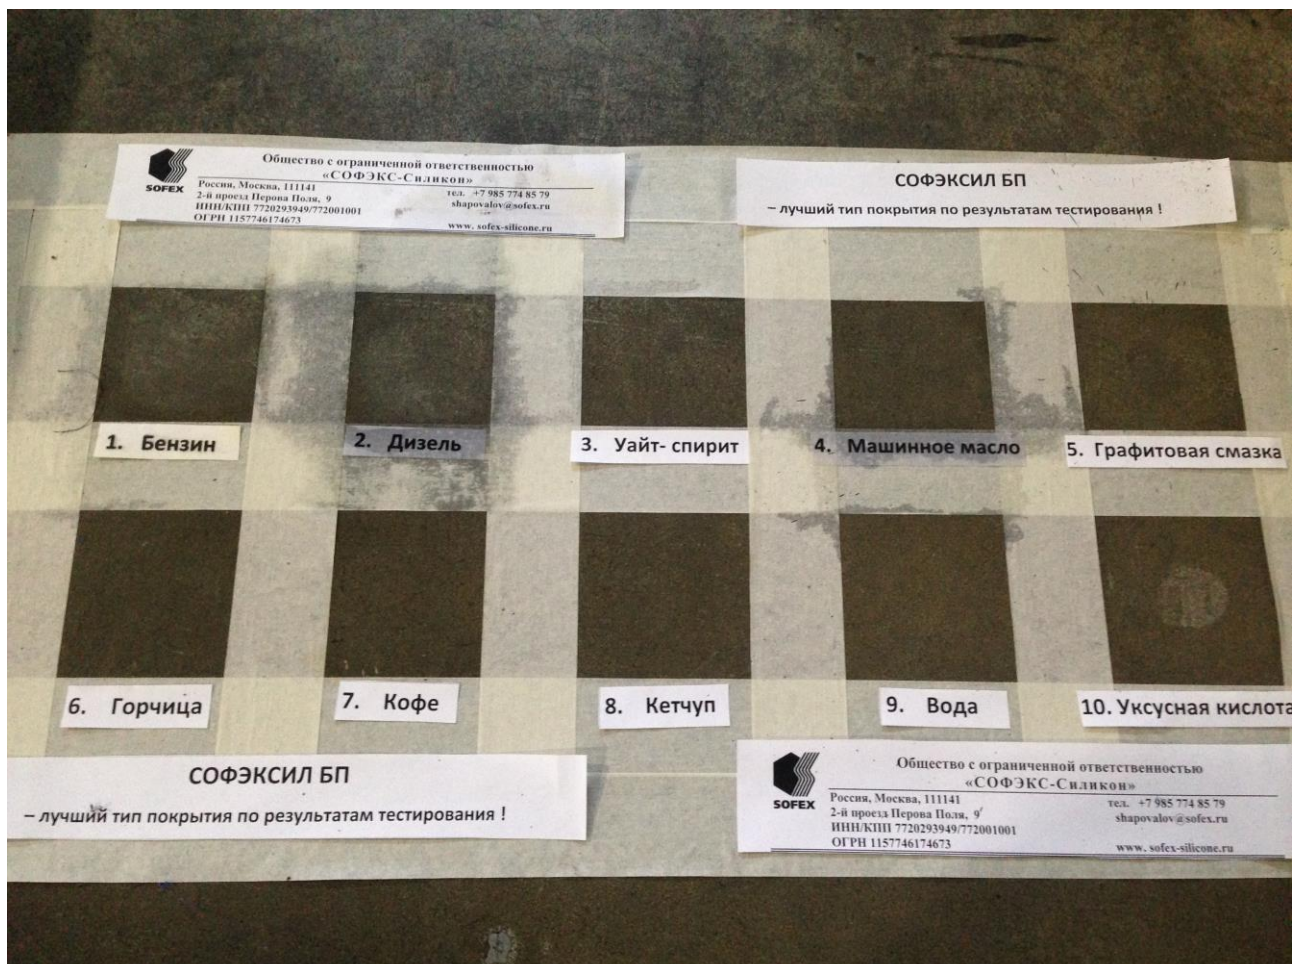 SOFEX
Общество с ограниченной ответственностью
«СОФЭКС-Силикон»
Россия, Москва, 111141
2-й проезд Перова Поля, 9
ИНН/КПП 7720293949/772001001
ОГРН 1157746174673
тел. +7 985 774 85 79
shapovalov@sofex.ru
www. sofex-silicone.ru
СОФЭКСИЛ БП
– лучший тип покрытия по результатам тестирования !
1. Бензин
2. Дизель
3. Уайт- спирит
4. Машинное масло
5. Графитовая смазка
6. Горчица
7. Кофе
8. Кетчуп
9. Вода
10. Уксусная кислота
СОФЭКСИЛ БП
– лучший тип покрытия по результатам тестирования !
SOFEX
Общество с ограниченной ответственностью
«СОФЭКС-Силикон»
Россия, Москва, 111141
2-й проезд Перова Поля, 9
ИНН/КПП 7720293949/772001001
ОГРН 1157746174673
тел. +7 985 774 85 79
shapovalov@sofex.ru
www. sofex-silicone.ru